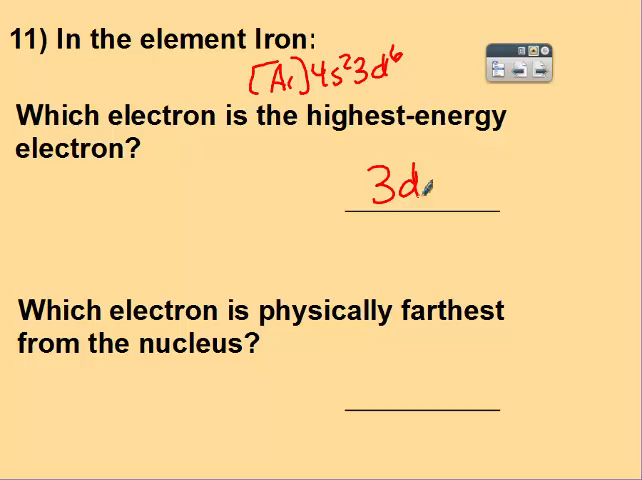 11) In the element Iron:
[Ar]4s²3d⁶
Which electron is the highest-energy
electron?
3d
Which electron is physically farthest
from the nucleus?